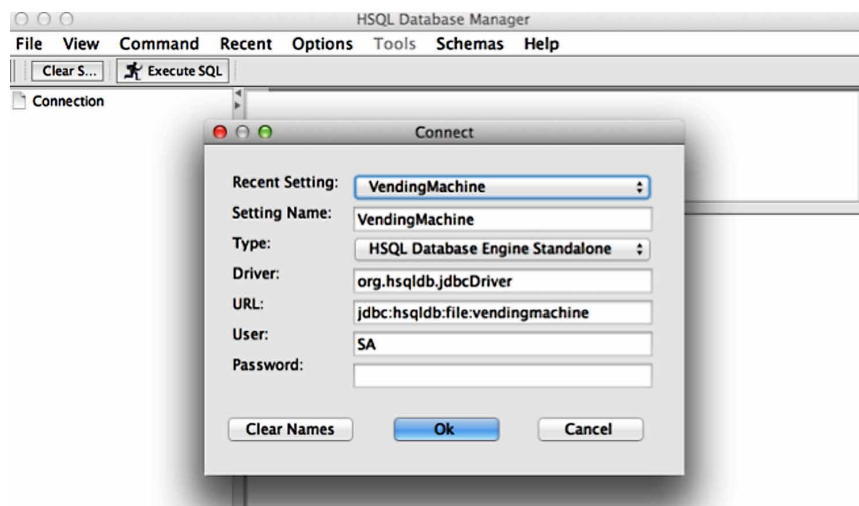 HSQL Database Manager
File View Command Recent Options Tools Schemas Help
Clear S... Execute SQL
Connection
Connect
Recent Setting: VendingMachine
Setting Name: VendingMachine
Type: HSQL Database Engine Standalone
Driver: org.hsqldb.jdbcDriver
URL: jdbc:hsqldb:file:vendingmachine
User: SA
Password:
Clear Names Ok Cancel